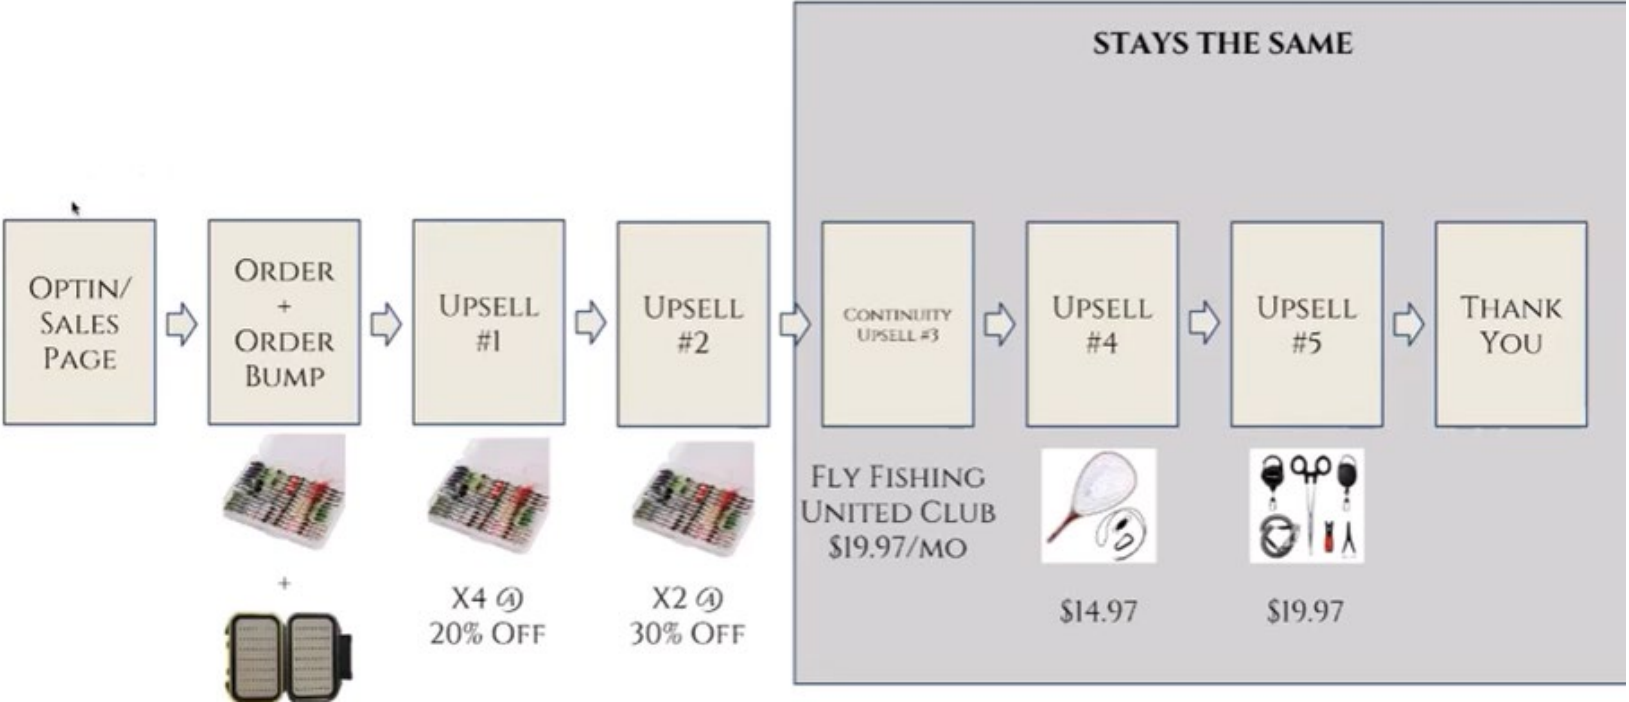 STAYS THE SAME
OPTIN/
SALES
PAGE
ORDER
+
ORDER
BUMP
UPSELL
#1
UPSELL
#2
CONTINUITY
UPSELL #3
UPSELL
#4
UPSELL
#5
THANK
YOU
+
X4 @
20% OFF
X2 @
30% OFF
FLY FISHING
UNITED CLUB
$19.97/MO
$14.97
$19.97